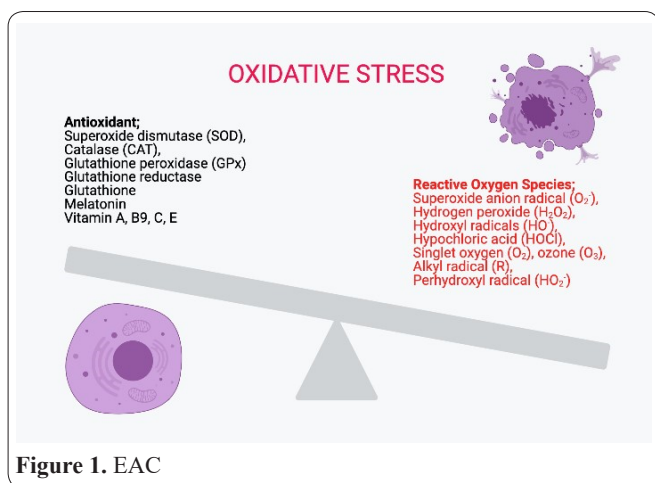 OXIDATIVE STRESS
Antioxidant;
Superoxide dismutase (SOD),
Catalase (CAT),
Glutathione peroxidase (GPx)
Glutathione reductase
Glutathione
Melatonin
Vitamin A, B9, C, E
Reactive Oxygen Species;
Superoxide anion radical (O₂⁻),
Hydrogen peroxide (H₂O₂),
Hydroxyl radicals (HO⁻),
Hypochloric acid (HOCl),
Singlet oxygen (O₂), ozone (O₃),
Alkyl radical (R),
Perhydroxyl radical (HO₂⁻)
Figure 1. EAC